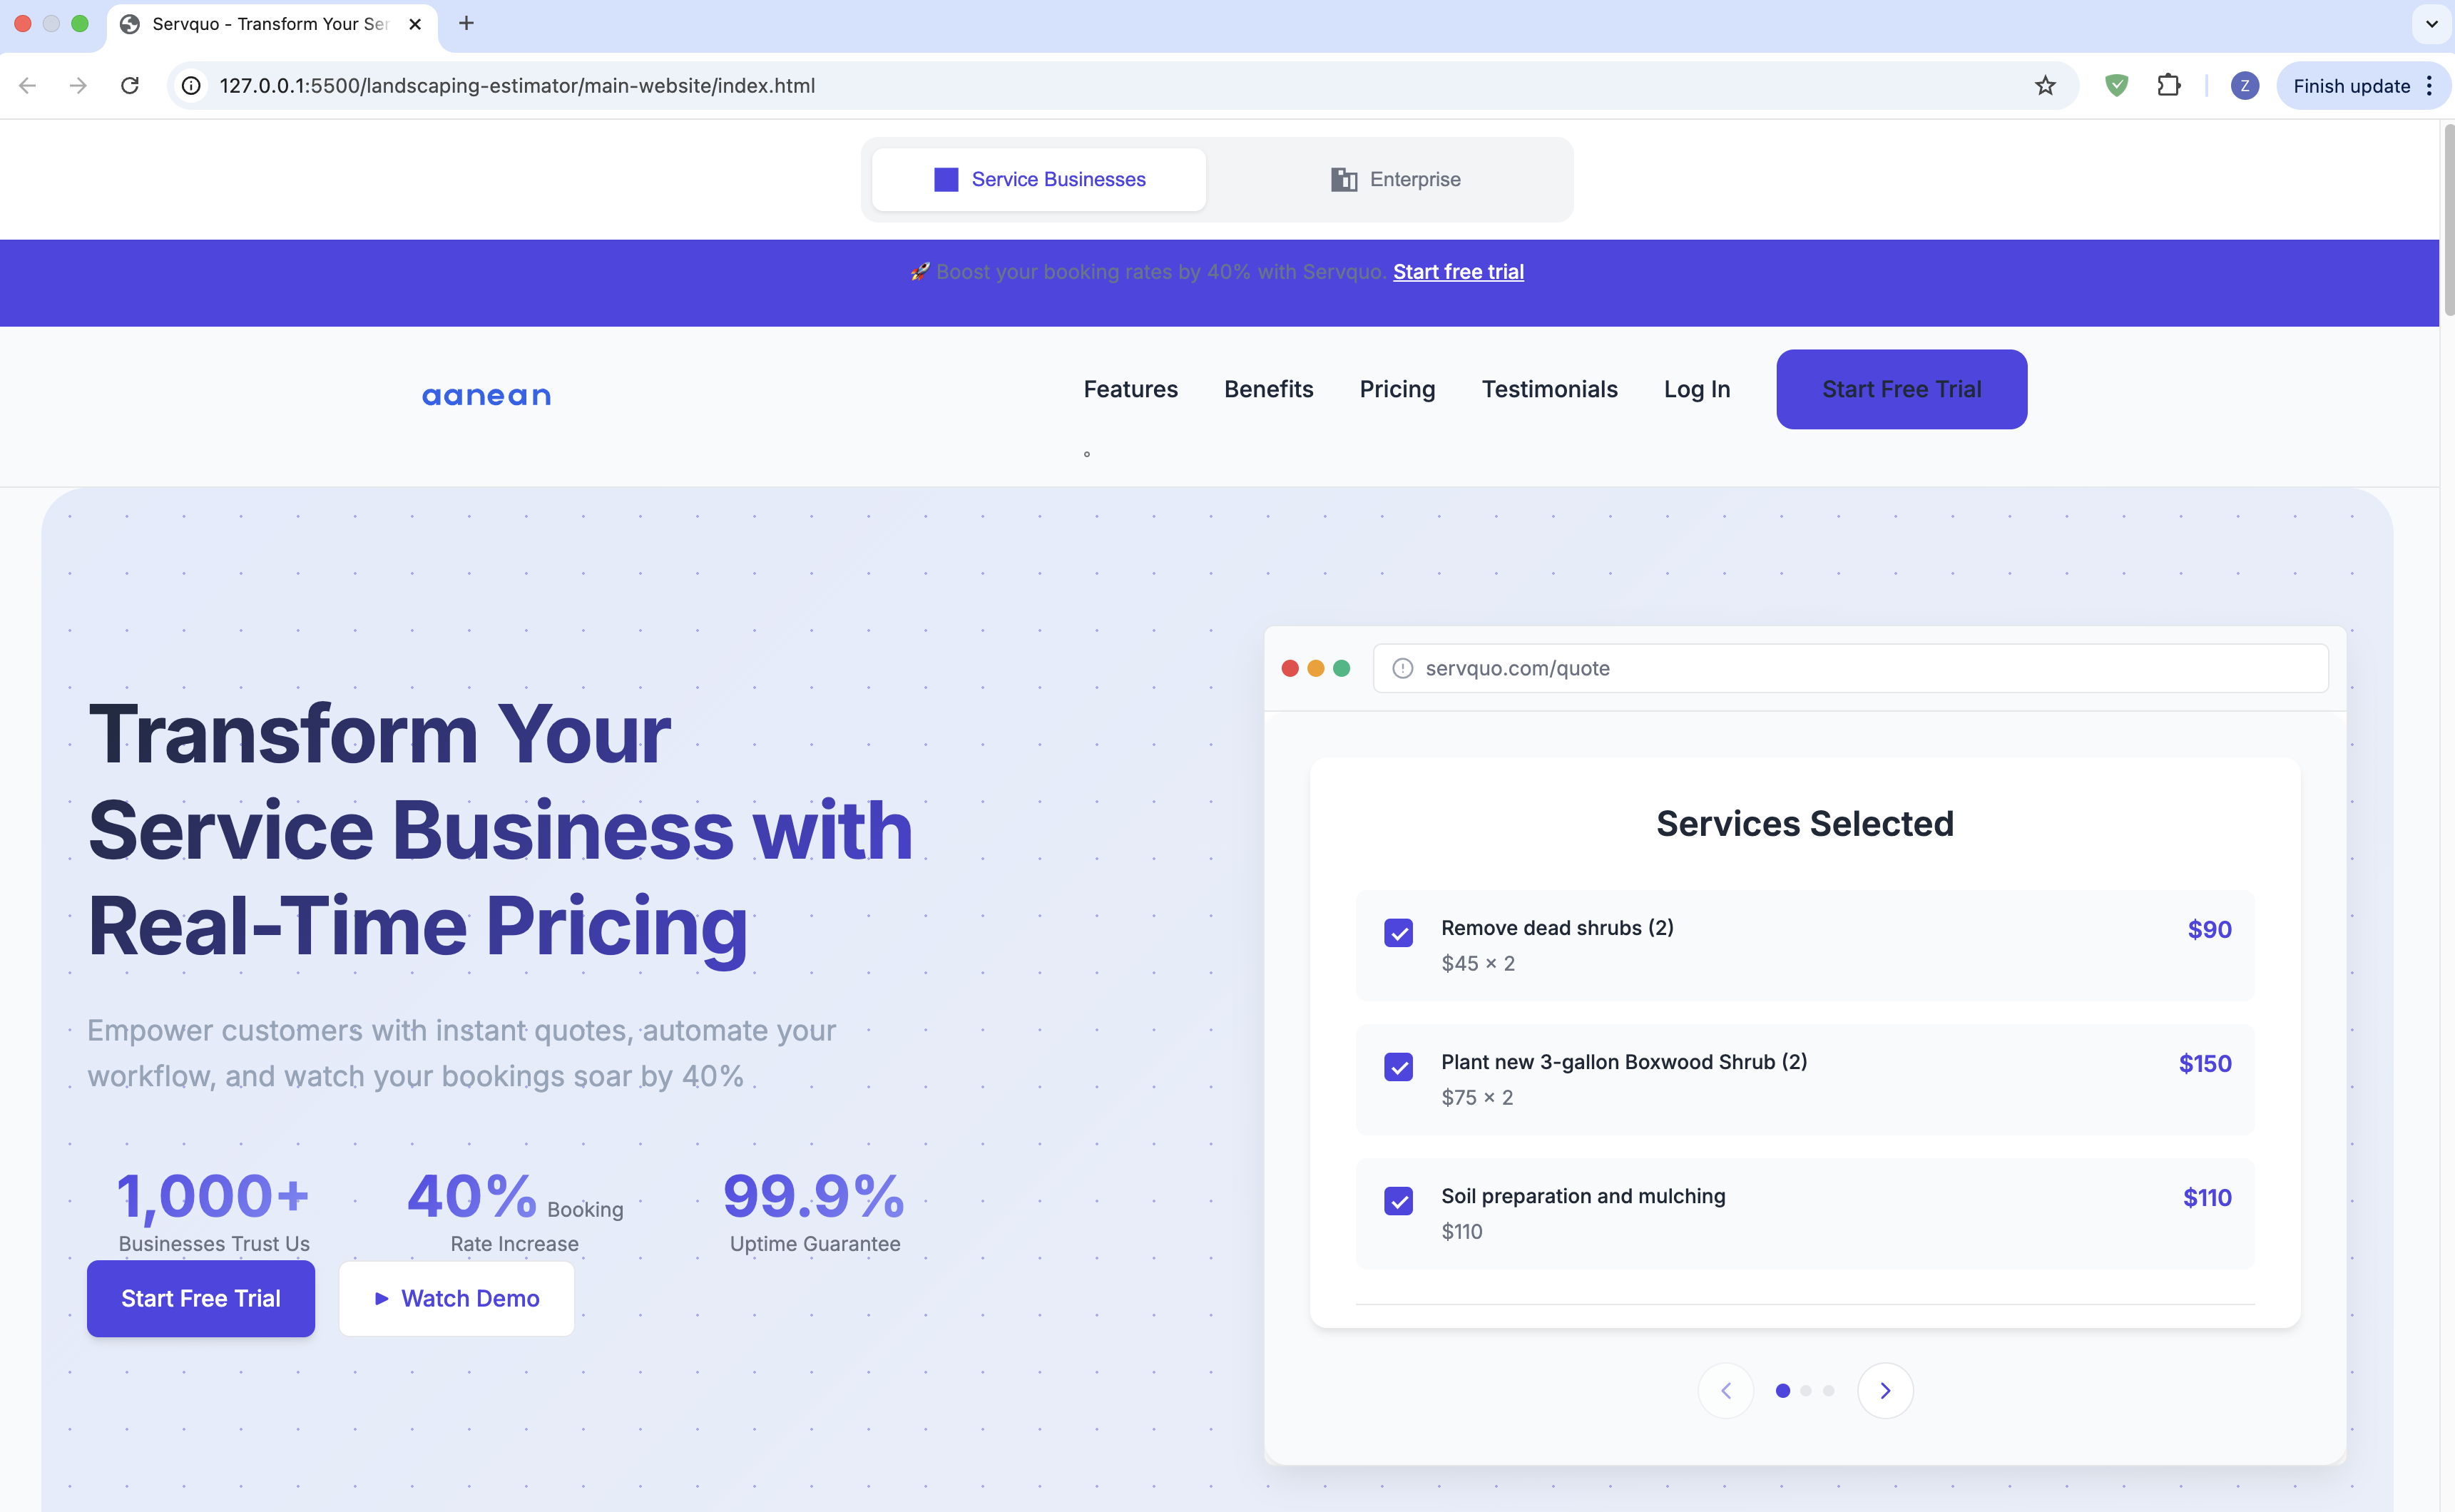 Servquo - Transform Your Ser
127.0.0.1:5500/landscaping-estimator/main-website/index.html
Z
Finish update
Service Businesses
Enterprise
🚀 Boost your booking rates by 40% with Servquo. Start free trial
aanean
Features
Benefits
Pricing
Testimonials
Log In
Start Free Trial
Transform Your
Service Business with
Real-Time Pricing
Empower customers with instant quotes, automate your
workflow, and watch your bookings soar by 40%
1,000+
Businesses Trust Us
40% Booking
Rate Increase
99.9%
Uptime Guarantee
Start Free Trial
Watch Demo
servquo.com/quote
Services Selected
Remove dead shrubs (2)
$90
$45 × 2
Plant new 3-gallon Boxwood Shrub (2)
$150
$75 × 2
Soil preparation and mulching
$110
$110